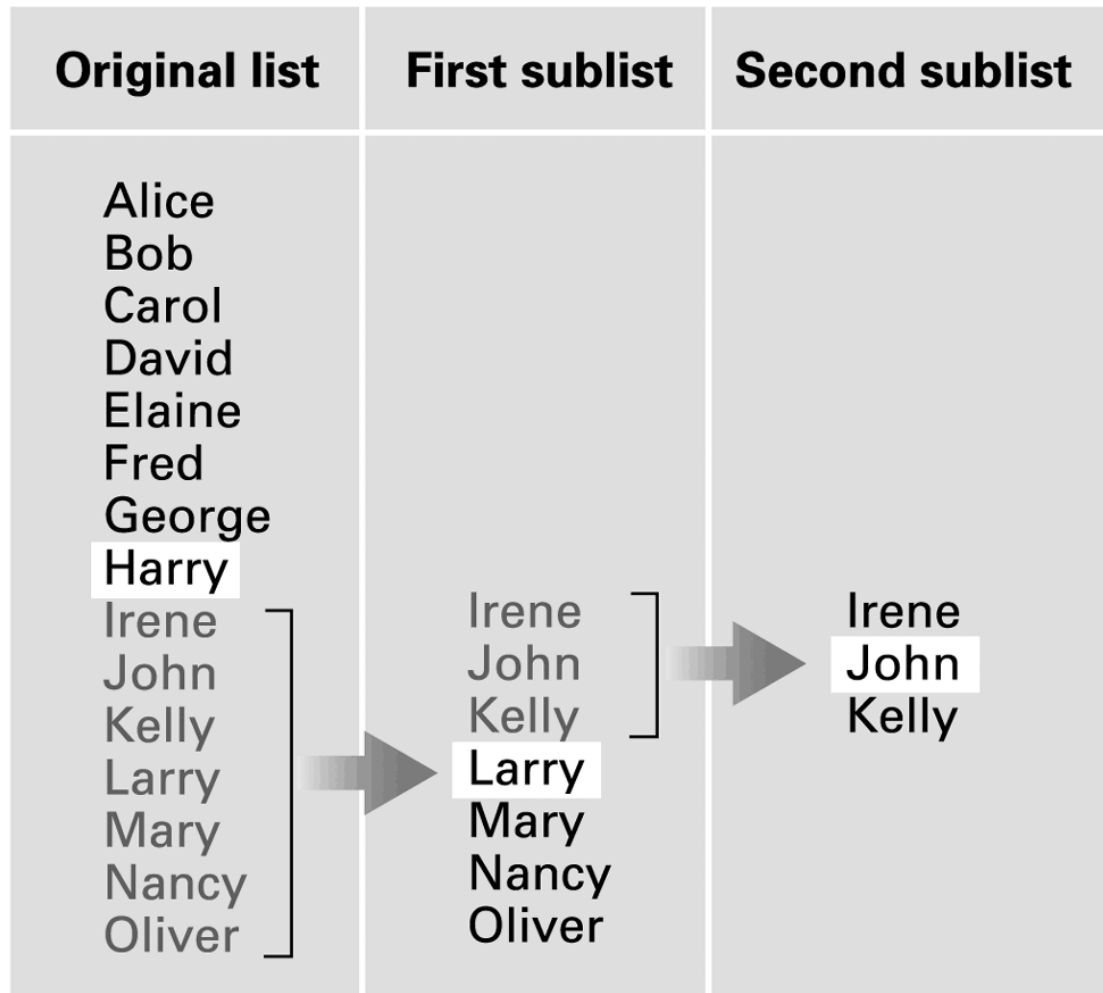 Original list
First sublist
Second sublist
Alice
Bob
Carol
David
Elaine
Fred
George
Harry
Irene
John
Kelly
Larry
Mary
Nancy
Oliver
Irene
John
Kelly
Larry
Mary
Nancy
Oliver
Irene
John
Kelly